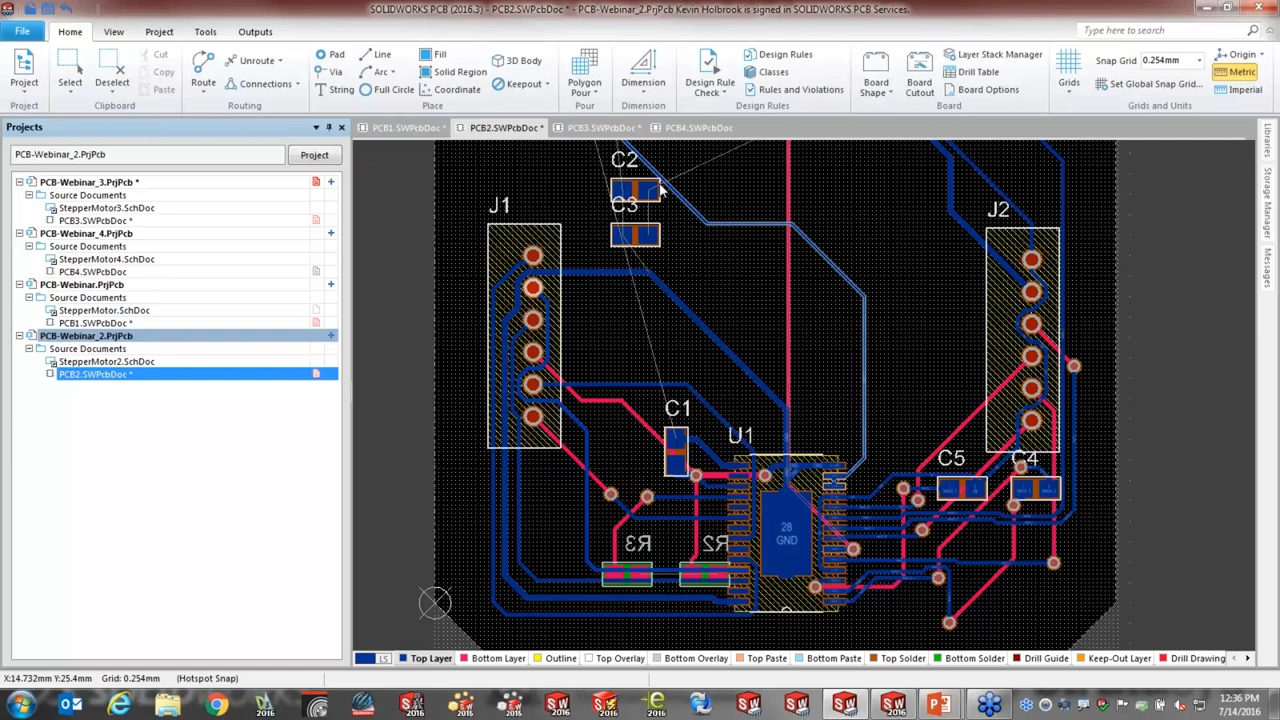 SOLIDWORKS PCB (2016.3) - PCB2.SWPcbDoc * - PCB-Webinar_2.PrjPcb Kevin Holbrook is signed in SOLIDWORKS PCB Services.
File Home View Project Tools Outputs
Type here to search
Project
Project
Select
Deselect
Cut
Copy
Paste
Clipboard
Route
Unroute
Connections
Routing
Pad
Line
Fill
3D Body
Via
Arc
Solid Region
Keepout
String
Full Circle
Coordinate
Place
Polygon Pour
Pour
Dimension
Dimension
Design Rule Check
Design Rules
Classes
Rules and Violations
Design Rules
Board Shape
Board Cutout
Layer Stack Manager
Drill Table
Board Options
Board
Grids
Snap Grid 0.254mm
Set Global Snap Grid...
Origin
Metric
Imperial
Grids and Units
Projects
PCB1.SWPcbDoc * PCB2.SWPcbDoc * PCB3.SWPcbDoc * PCB4.SWPcbDoc
PCB-Webinar_2.PrjPcb Project
PCB-Webinar_3.PrjPcb *
Source Documents
StepperMotor3.SchDoc
PCB3.SWPcbDoc *
PCB-Webinar_4.PrjPcb
Source Documents
StepperMotor4.SchDoc
PCB4.SWPcbDoc
PCB-Webinar.PrjPcb
Source Documents
StepperMotor.SchDoc
PCB1.SWPcbDoc *
PCB-Webinar_2.PrjPcb
Source Documents
StepperMotor2.SchDoc
PCB2.SWPcbDoc *
C2
C3
J1
J2
C1
U1
C5
C4
28
GND
R3
R2
Libraries
Storage Manager
Messages
LS Top Layer Bottom Layer Outline Top Overlay Bottom Overlay Top Paste Bottom Paste Top Solder Bottom Solder Drill Guide Keep-Out Layer Drill Drawing
X:14.732mm Y:25.4mm Grid: 0.254mm (Hotspot Snap)
12:36 PM
7/14/2016